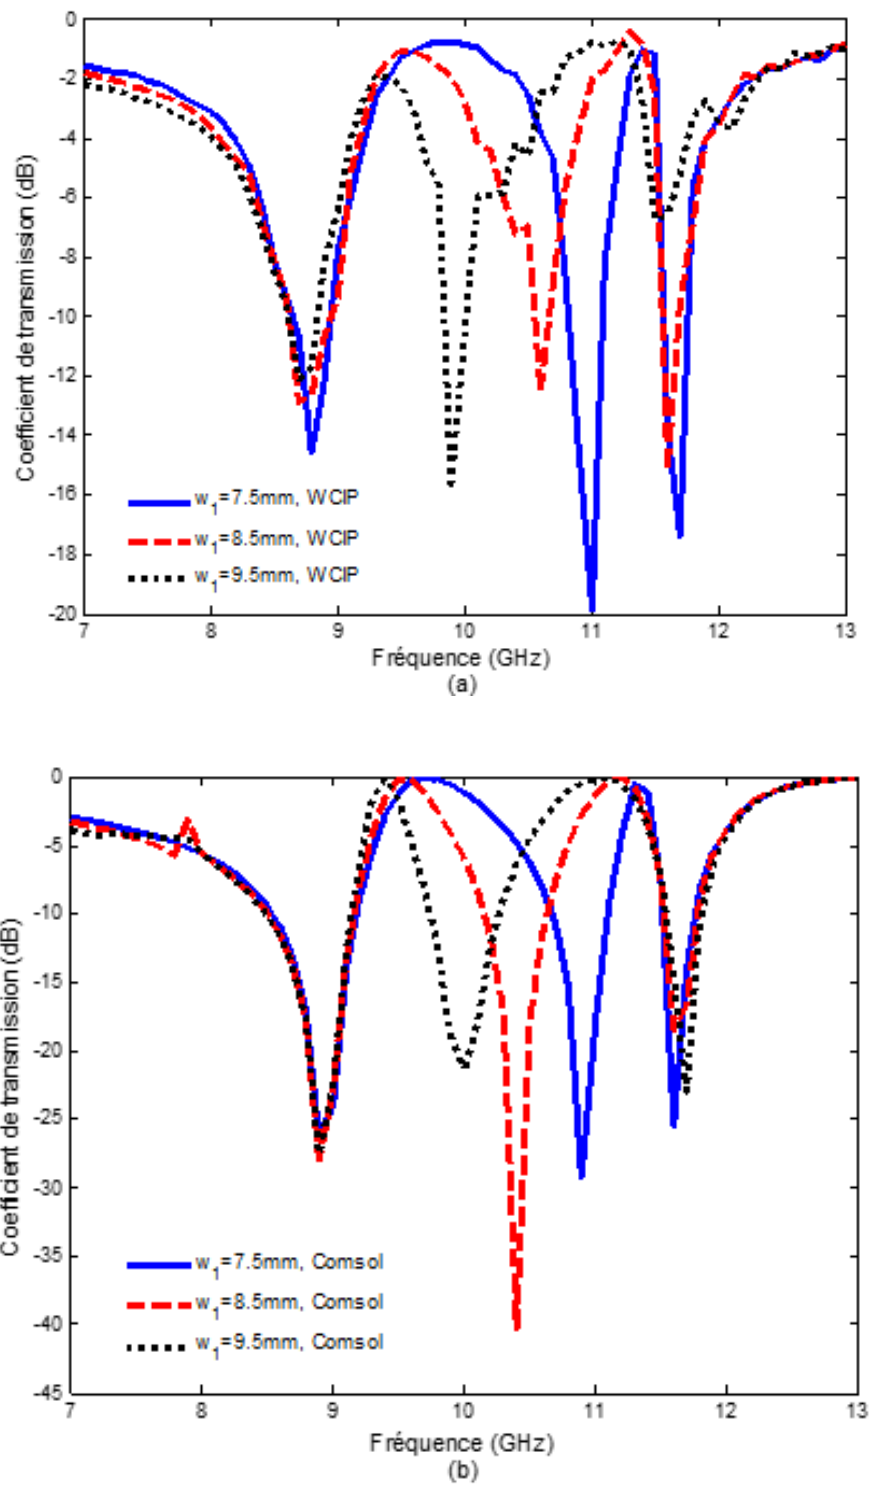 0
-2
-4
-6
-8
-10
-12
-14
-16
-18
-20
Coefficient de transmission (dB)
w1=7.5mm, WCIP
w1=8.5mm, WCIP
w1=9.5mm, WCIP
7 8 9 10 11 12 13
Fréquence (GHz)
(a)
0
-5
-10
-15
-20
-25
-30
-35
-40
-45
Coefficient de transmission (dB)
w1=7.5mm, Comsol
w1=8.5mm, Comsol
w1=9.5mm, Comsol
7 8 9 10 11 12 13
Fréquence (GHz)
(b)